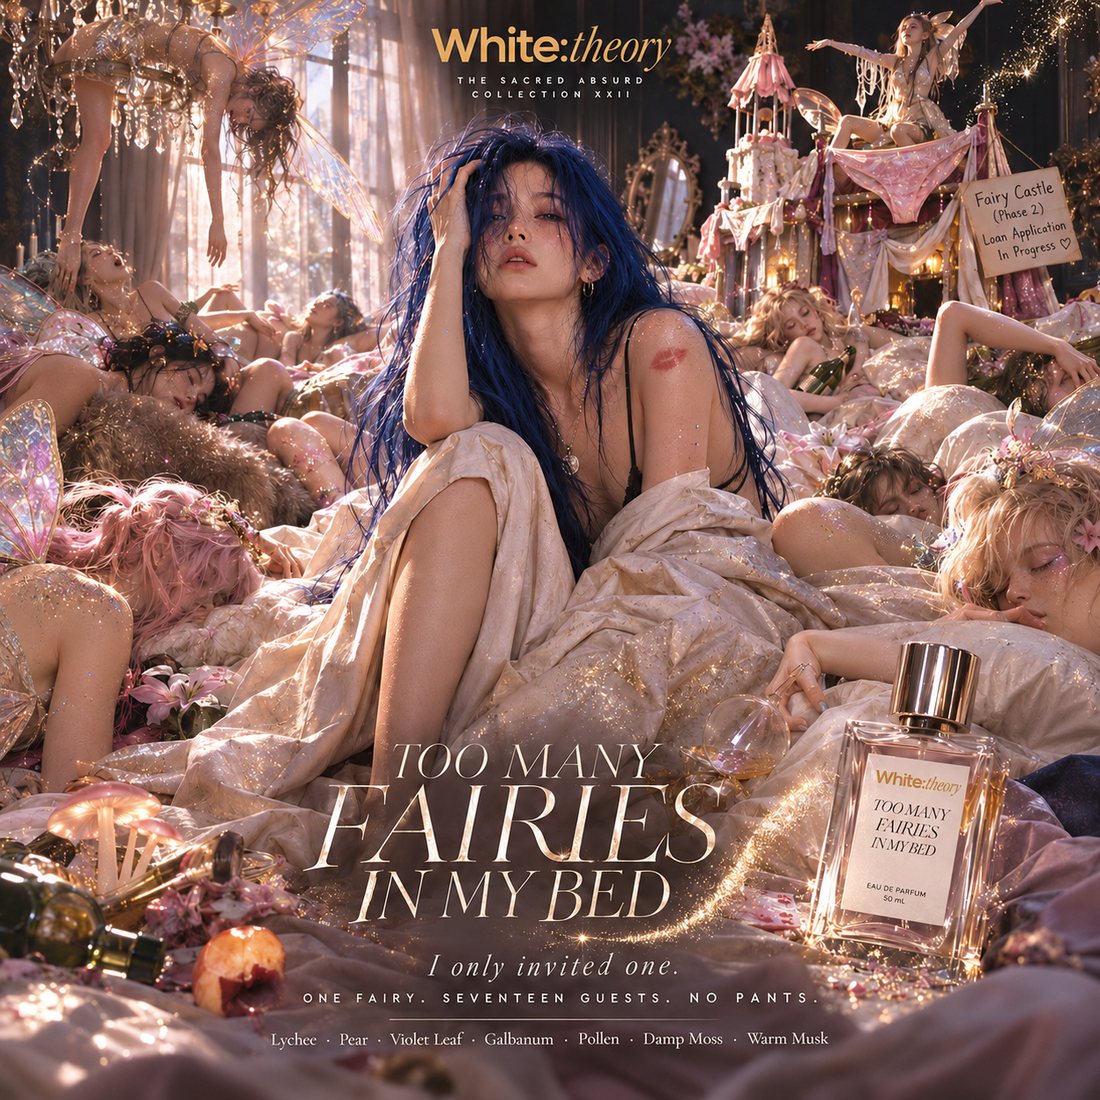 White:theory
THE SACRED ABSURD
COLLECTION XXII
Fairy Castle
(Phase 2)
Loan Application
In Progress ♡
TOO MANY
FAIRIES
IN MY BED
White:theory
TOO MANY
FAIRIES
IN MY BED
EAU DE PARFUM
50 mL
I only invited one.
ONE FAIRY. SEVENTEEN GUESTS. NO PANTS.
Lychee · Pear · Violet Leaf · Galbanum · Pollen · Damp Moss · Warm Musk